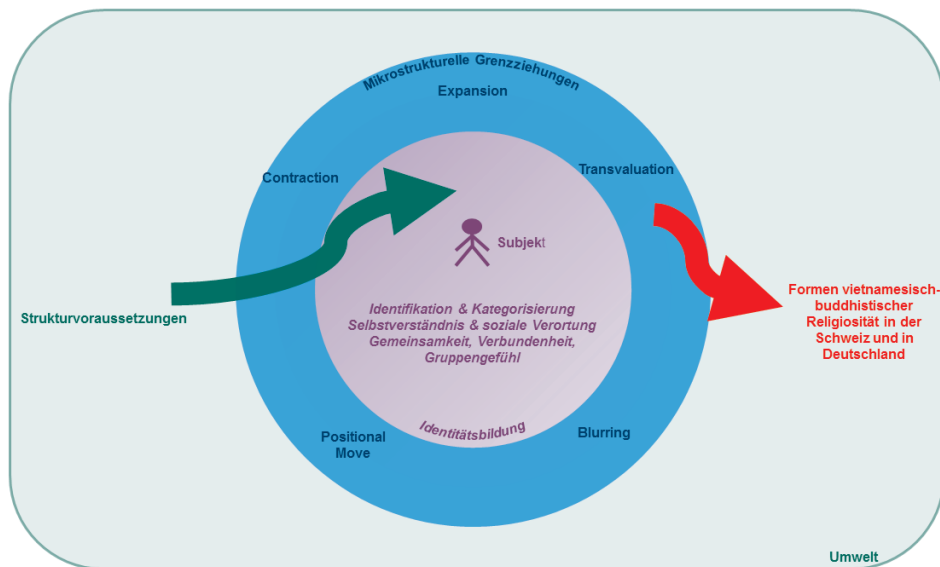 Mikrostrukturelle Grenzziehungen
Expansion
Contraction
Transvaluation
Subjekt
Strukturvoraussetzungen
Formen vietnamesisch-
buddhistischer
Religiosität in der
Schweiz und in
Deutschland
Identifikation & Kategorisierung
Selbstverständnis & soziale Verortung
Gemeinsamkeit, Verbundenheit,
Gruppengefühl
Identitätsbildung
Positional
Move
Blurring
Umwelt